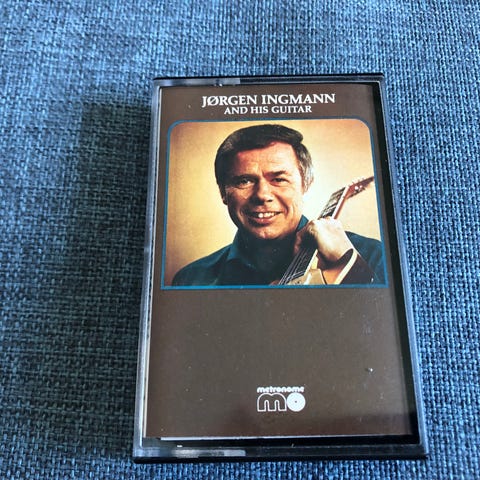 JØRGEN INGMANN
AND HIS GUITAR
metronome
mo